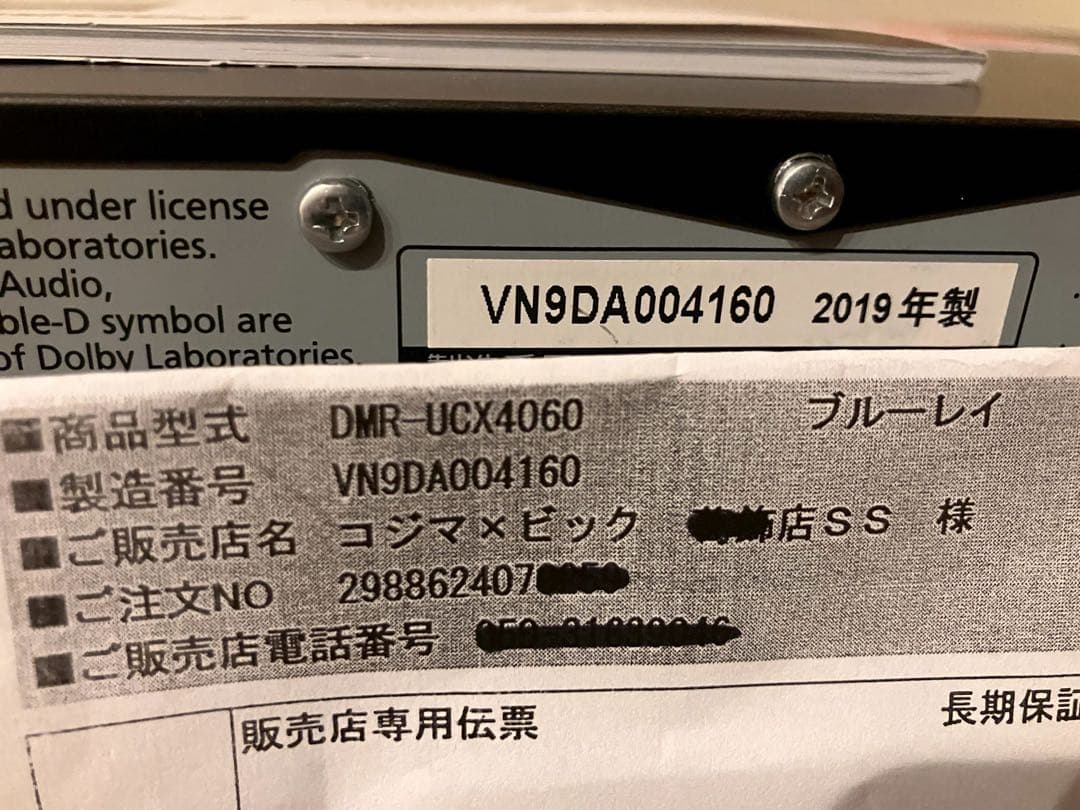 d under license
aboratories.
Audio,
ble-D symbol are
of Dolby Laboratories.
VN9DA004160 2019年製
■商品型式 DMR-UCX4060 ブルーレイ
■製造番号 VN9DA004160
■ご販売店名 コジマ×ビック 店SS 様
■ご注文NO 298862407
■ご販売店電話番号
販売店専用伝票
長期保証